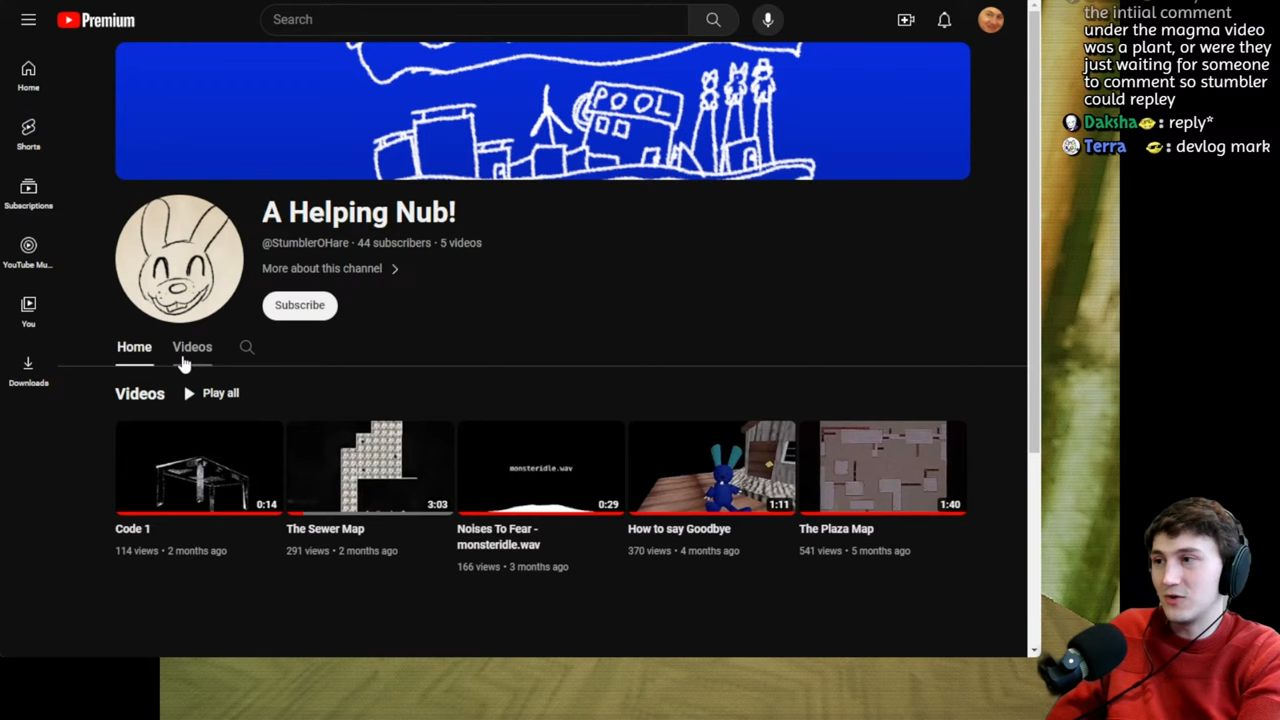 Premium
Search
POOL
A Helping Nub!
@StumblerOHare · 44 subscribers · 5 videos
More about this channel
Subscribe
Home
Shorts
Subscriptions
YouTube Mu...
You
Downloads
Home
Videos
Videos
Play all
0:14
3:03
monsteridle.wav
0:29
1:11
1:40
Code 1
114 views · 2 months ago
The Sewer Map
291 views · 2 months ago
Noises To Fear -
monsteridle.wav
166 views · 3 months ago
How to say Goodbye
370 views · 4 months ago
The Plaza Map
541 views · 5 months ago
the intiial comment
under the magma video
was a plant, or were they
just waiting for someone
to comment so stumbler
could repley
Daksha : reply*
Terra : devlog mark